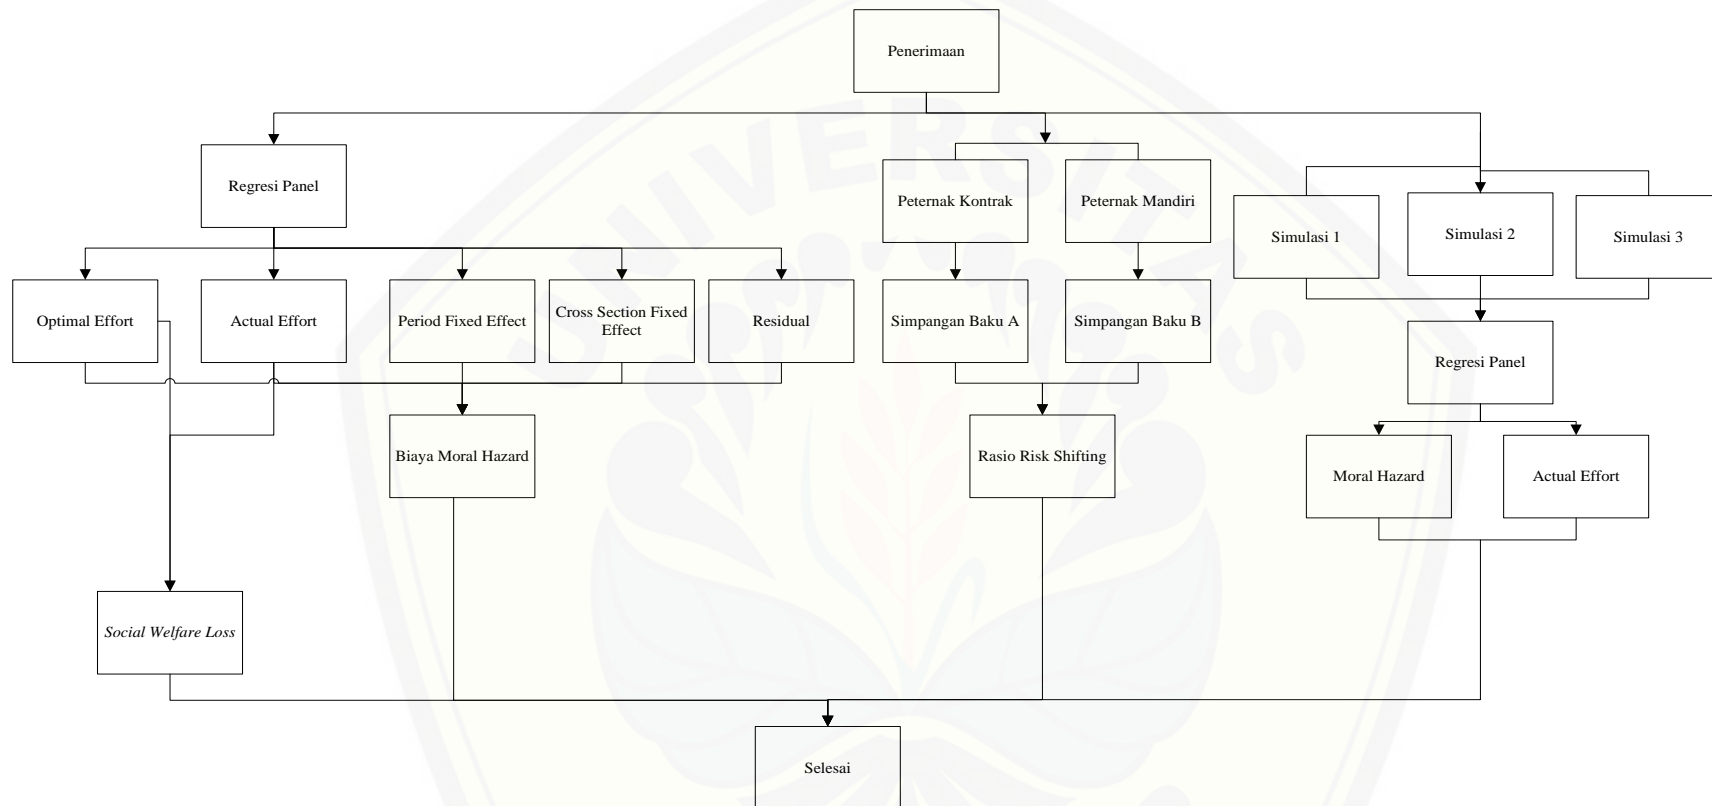 Penerimaan
Regresi Panel
Peternak Kontrak
Peternak Mandiri
Simulasi 1
Simulasi 2
Simulasi 3
Optimal Effort
Actual Effort
Period Fixed Effect
Cross Section Fixed
Effect
Residual
Simpangan Baku A
Simpangan Baku B
Regresi Panel
Biaya Moral Hazard
Rasio Risk Shifting
Moral Hazard
Actual Effort
Social Welfare Loss
Selesai
UNIVERSITAS